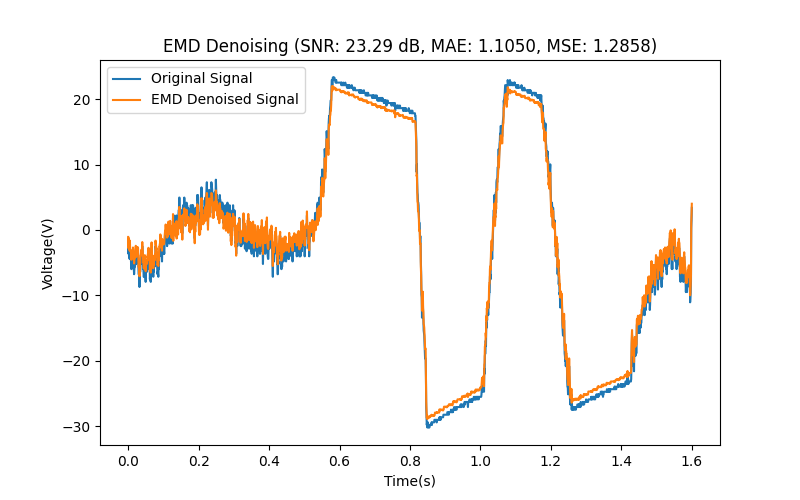 EMD Denoising (SNR: 23.29 dB, MAE: 1.1050, MSE: 1.2858)
Original Signal
EMD Denoised Signal
20
10
0
−10
−20
−30
Voltage(V)
0.0 0.2 0.4 0.6 0.8 1.0 1.2 1.4 1.6
Time(s)